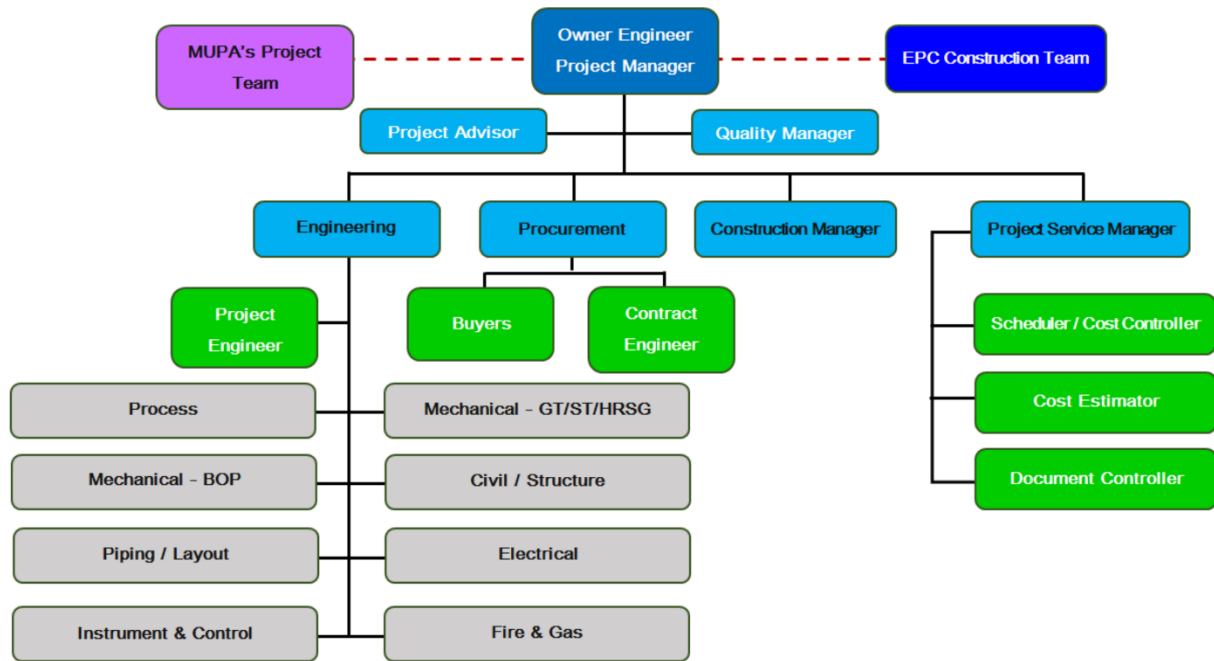 MUPA's Project
Team
Owner Engineer
Project Manager
EPC Construction Team
Project Advisor
Quality Manager
Engineering
Procurement
Construction Manager
Project Service Manager
Project
Engineer
Buyers
Contract
Engineer
Scheduler / Cost Controller
Process
Mechanical - GT/ST/HRSG
Cost Estimator
Mechanical - BOP
Civil / Structure
Document Controller
Piping / Layout
Electrical
Instrument & Control
Fire & Gas